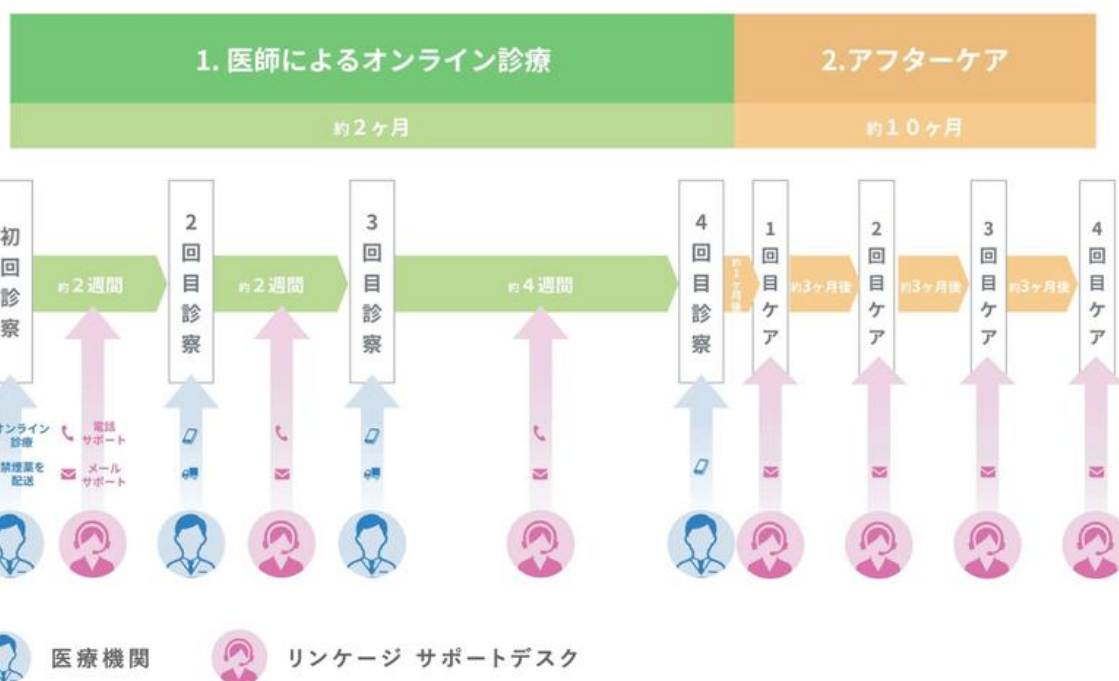 1. 医師によるオンライン診療
2.アフターケア
約2ヶ月
約10ヶ月
初回診察
約2週間
2回目診察
約2週間
3回目診察
約4週間
4回目診察
約1ヶ月後
1回目ケア
約3ヶ月後
2回目ケア
約3ヶ月後
3回目ケア
約3ヶ月後
4回目ケア
オンライン
診療
電話
サポート
禁煙薬を
配送
メール
サポート
医療機関
リンケージ サポートデスク